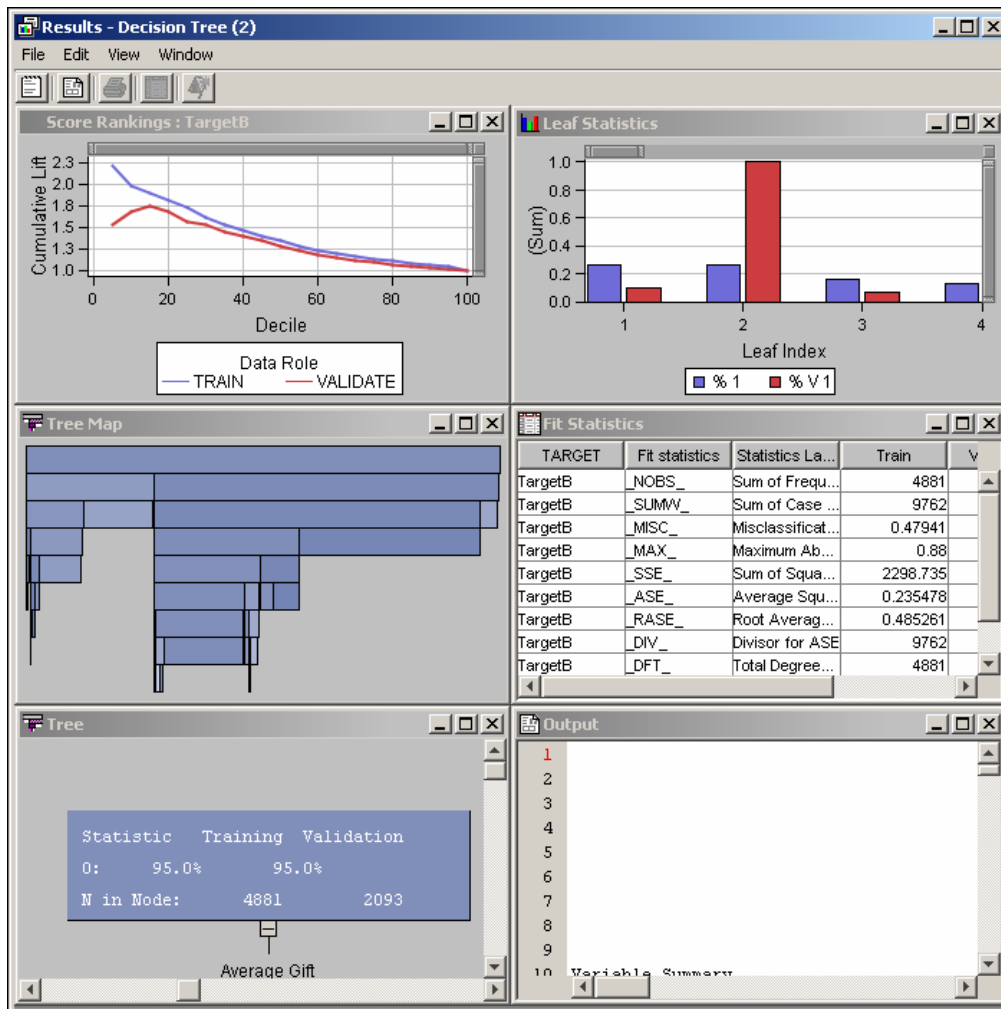 Results - Decision Tree (2)
File Edit View Window
Score Rankings : TargetB
Cumulative Lift
2.3
2.0
1.8
1.5
1.3
1.0
0 20 40 60 80 100
Decile
Data Role
TRAIN VALIDATE
Leaf Statistics
(Sum)
1.0
0.8
0.6
0.4
0.2
0.0
1 2 3 4
Leaf Index
% 1 % V 1
Tree Map
Fit Statistics
TARGET Fit statistics Statistics La... Train V
TargetB _NOBS_ Sum of Frequ... 4881
TargetB _SUMW_ Sum of Case ... 9762
TargetB _MISC_ Misclassificat... 0.47941
TargetB _MAX_ Maximum Ab... 0.88
TargetB _SSE_ Sum of Squa... 2298.735
TargetB _ASE_ Average Squ... 0.235478
TargetB _RASE_ Root Averag... 0.485261
TargetB _DIV_ Divisor for ASE 9762
TargetB _DFT_ Total Degree... 4881
Tree
Statistic Training Validation
0: 95.0% 95.0%
N in Node: 4881 2093
Average Gift
Output
1
2
3
4
5
6
7
8
9
10 Variable Summary